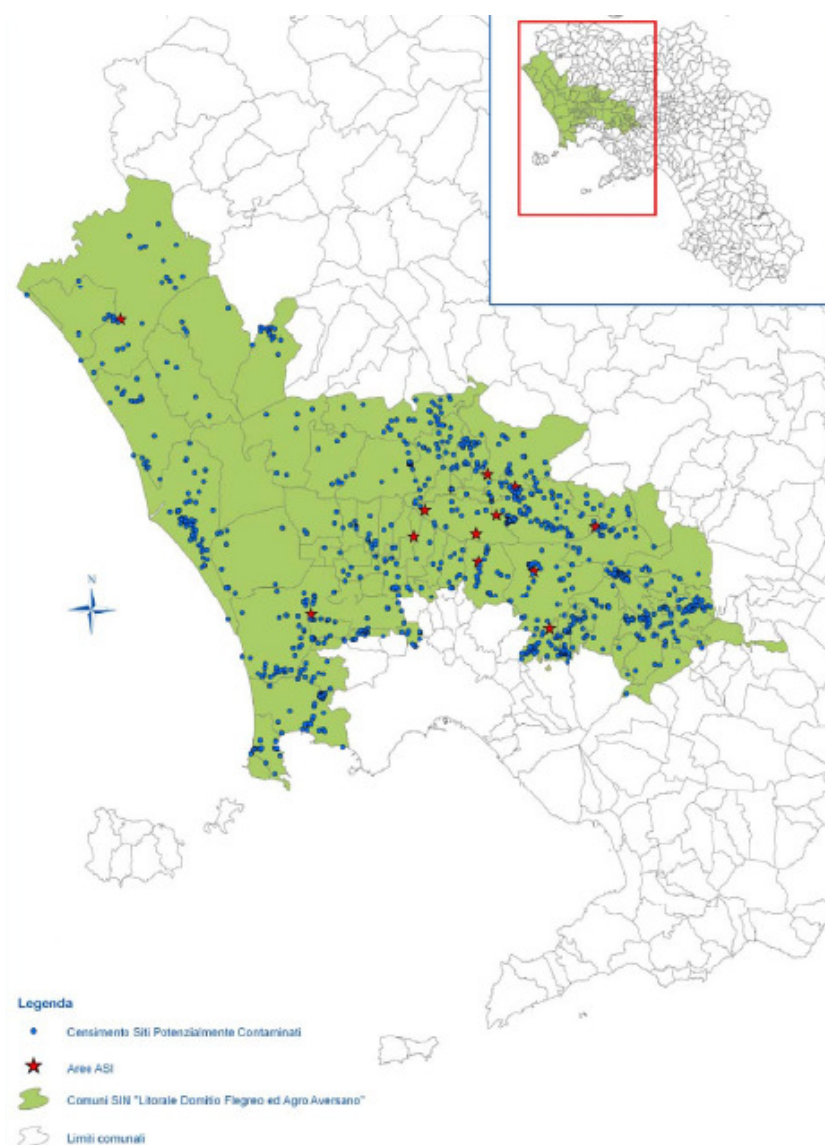 N
Legenda
Censimento Siti Potenzialmente Contaminati
Aree ASI
Comuni SIN "Litorale Domitio Flegreo ed Agro Aversano"
Limiti comunali